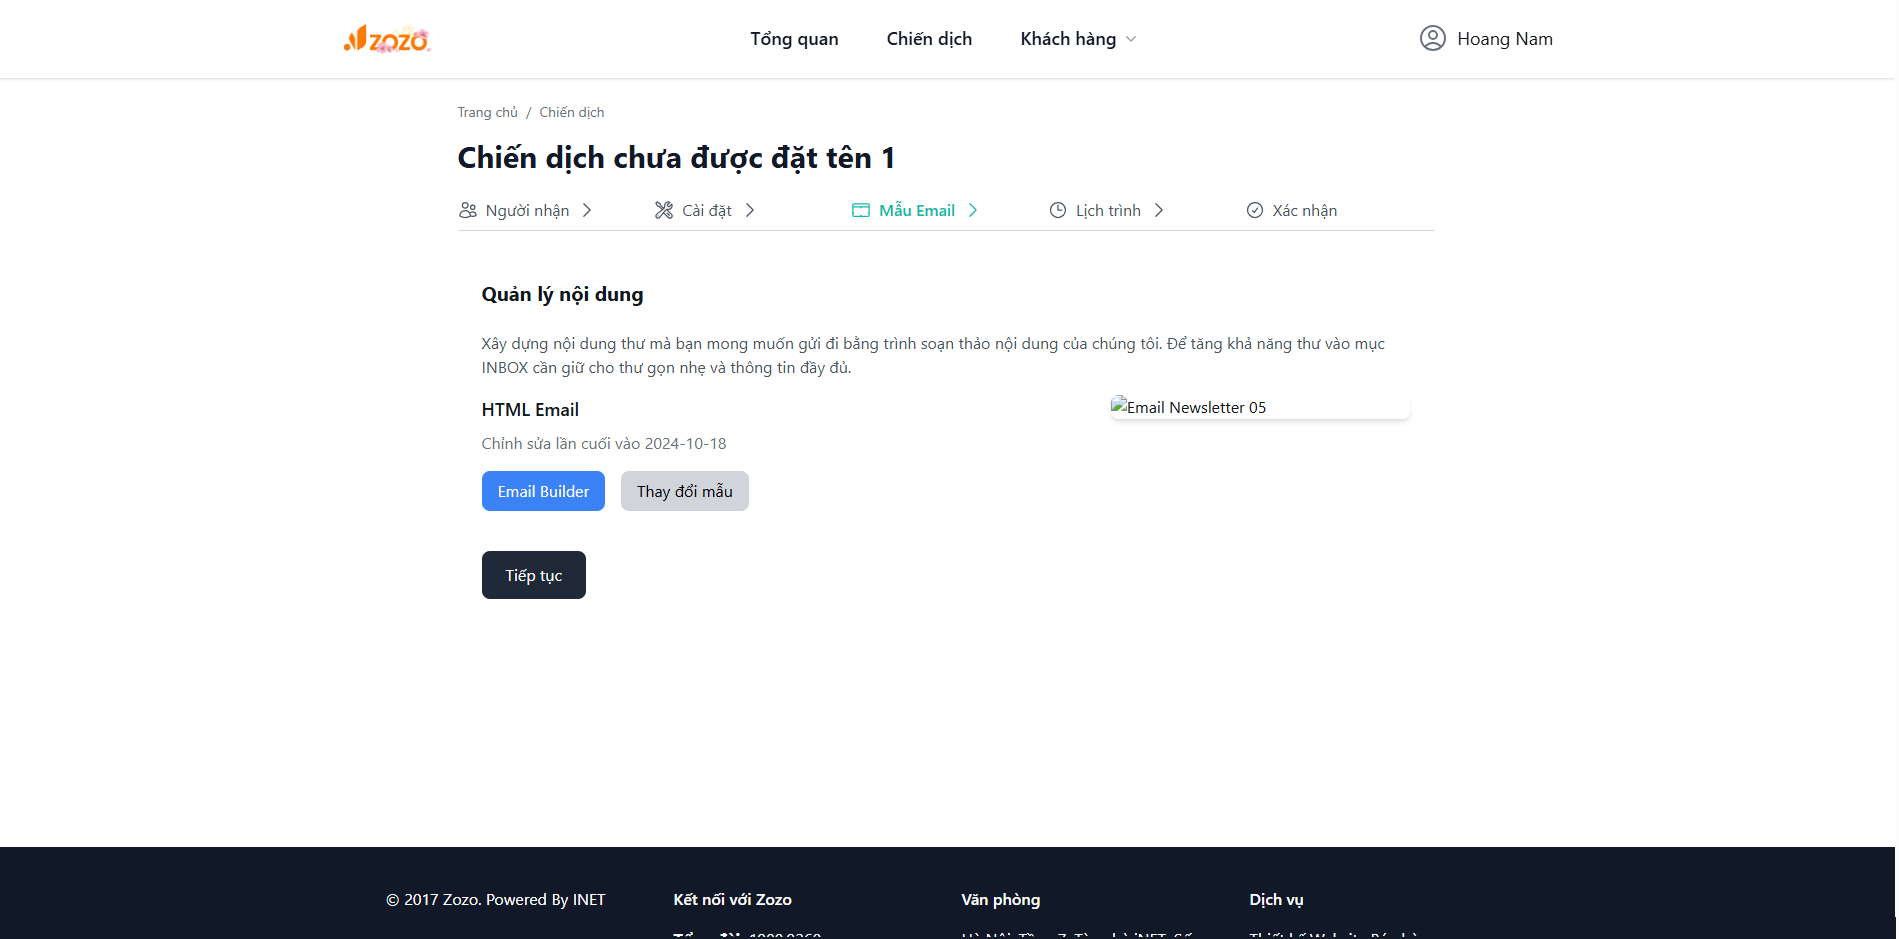 zozo
Tổng quan
Chiến dịch
Khách hàng
Hoang Nam
Trang chủ / Chiến dịch
Chiến dịch chưa được đặt tên 1
Người nhận
Cài đặt
Mẫu Email
Lịch trình
Xác nhận
Quản lý nội dung
Xây dựng nội dung thư mà bạn mong muốn gửi đi bằng trình soạn thảo nội dung của chúng tôi. Để tăng khả năng thư vào mục
INBOX cần giữ cho thư gọn nhẹ và thông tin đầy đủ.
HTML Email
Email Newsletter 05
Chỉnh sửa lần cuối vào 2024-10-18
Email Builder
Thay đổi mẫu
Tiếp tục
© 2017 Zozo. Powered By INET
Kết nối với Zozo
Văn phòng
Dịch vụ